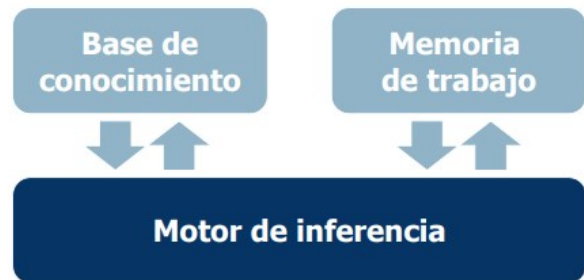 Base de
conocimiento
Memoria
de trabajo
Motor de inferencia